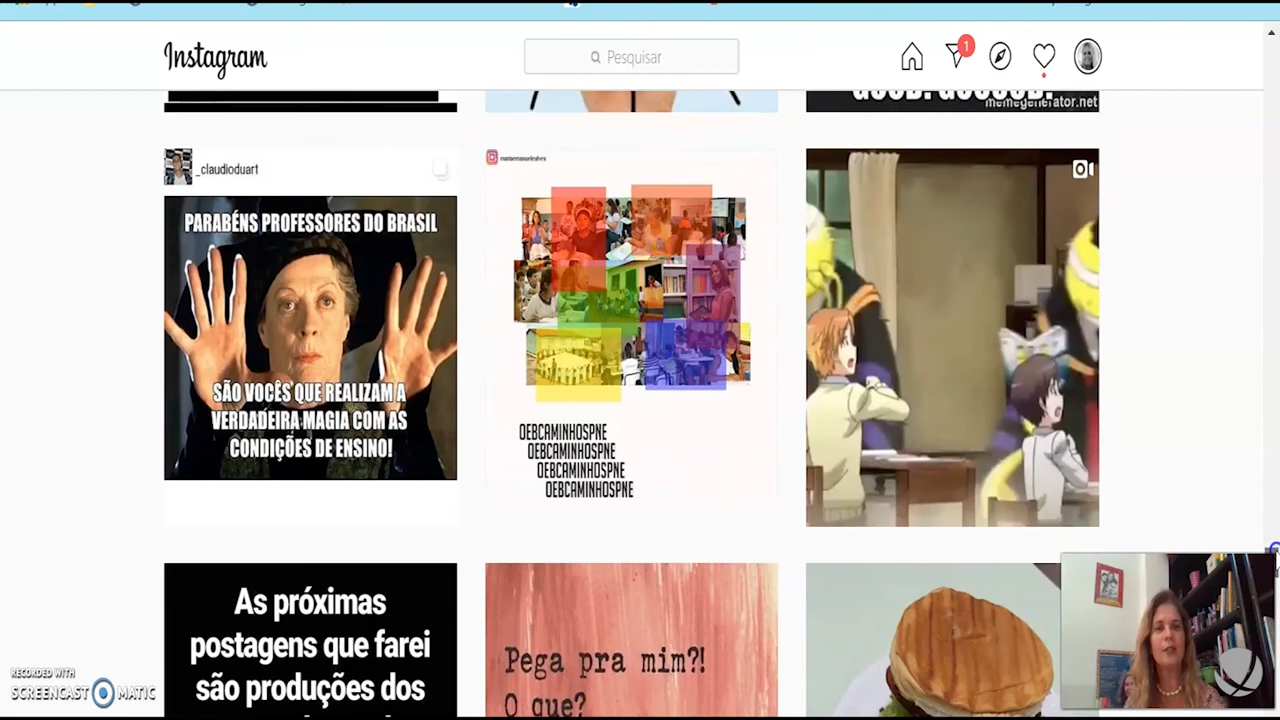 Instagram
Pesquisar
1
memegenerator.net
_claudioduart
PARABÉNS PROFESSORES DO BRASIL
SÃO VOCÊS QUE REALIZAM A
VERDADEIRA MAGIA COM AS
CONDIÇÕES DE ENSINO!
OEBCAMINHOSPNE
OEBCAMINHOSPNE
OEBCAMINHOSPNE
OEBCAMINHOSPNE
As próximas
postagens que farei
são produções dos
Pega pra mim?!
O que?
RECORDED WITH
SCREENCAST MATIC